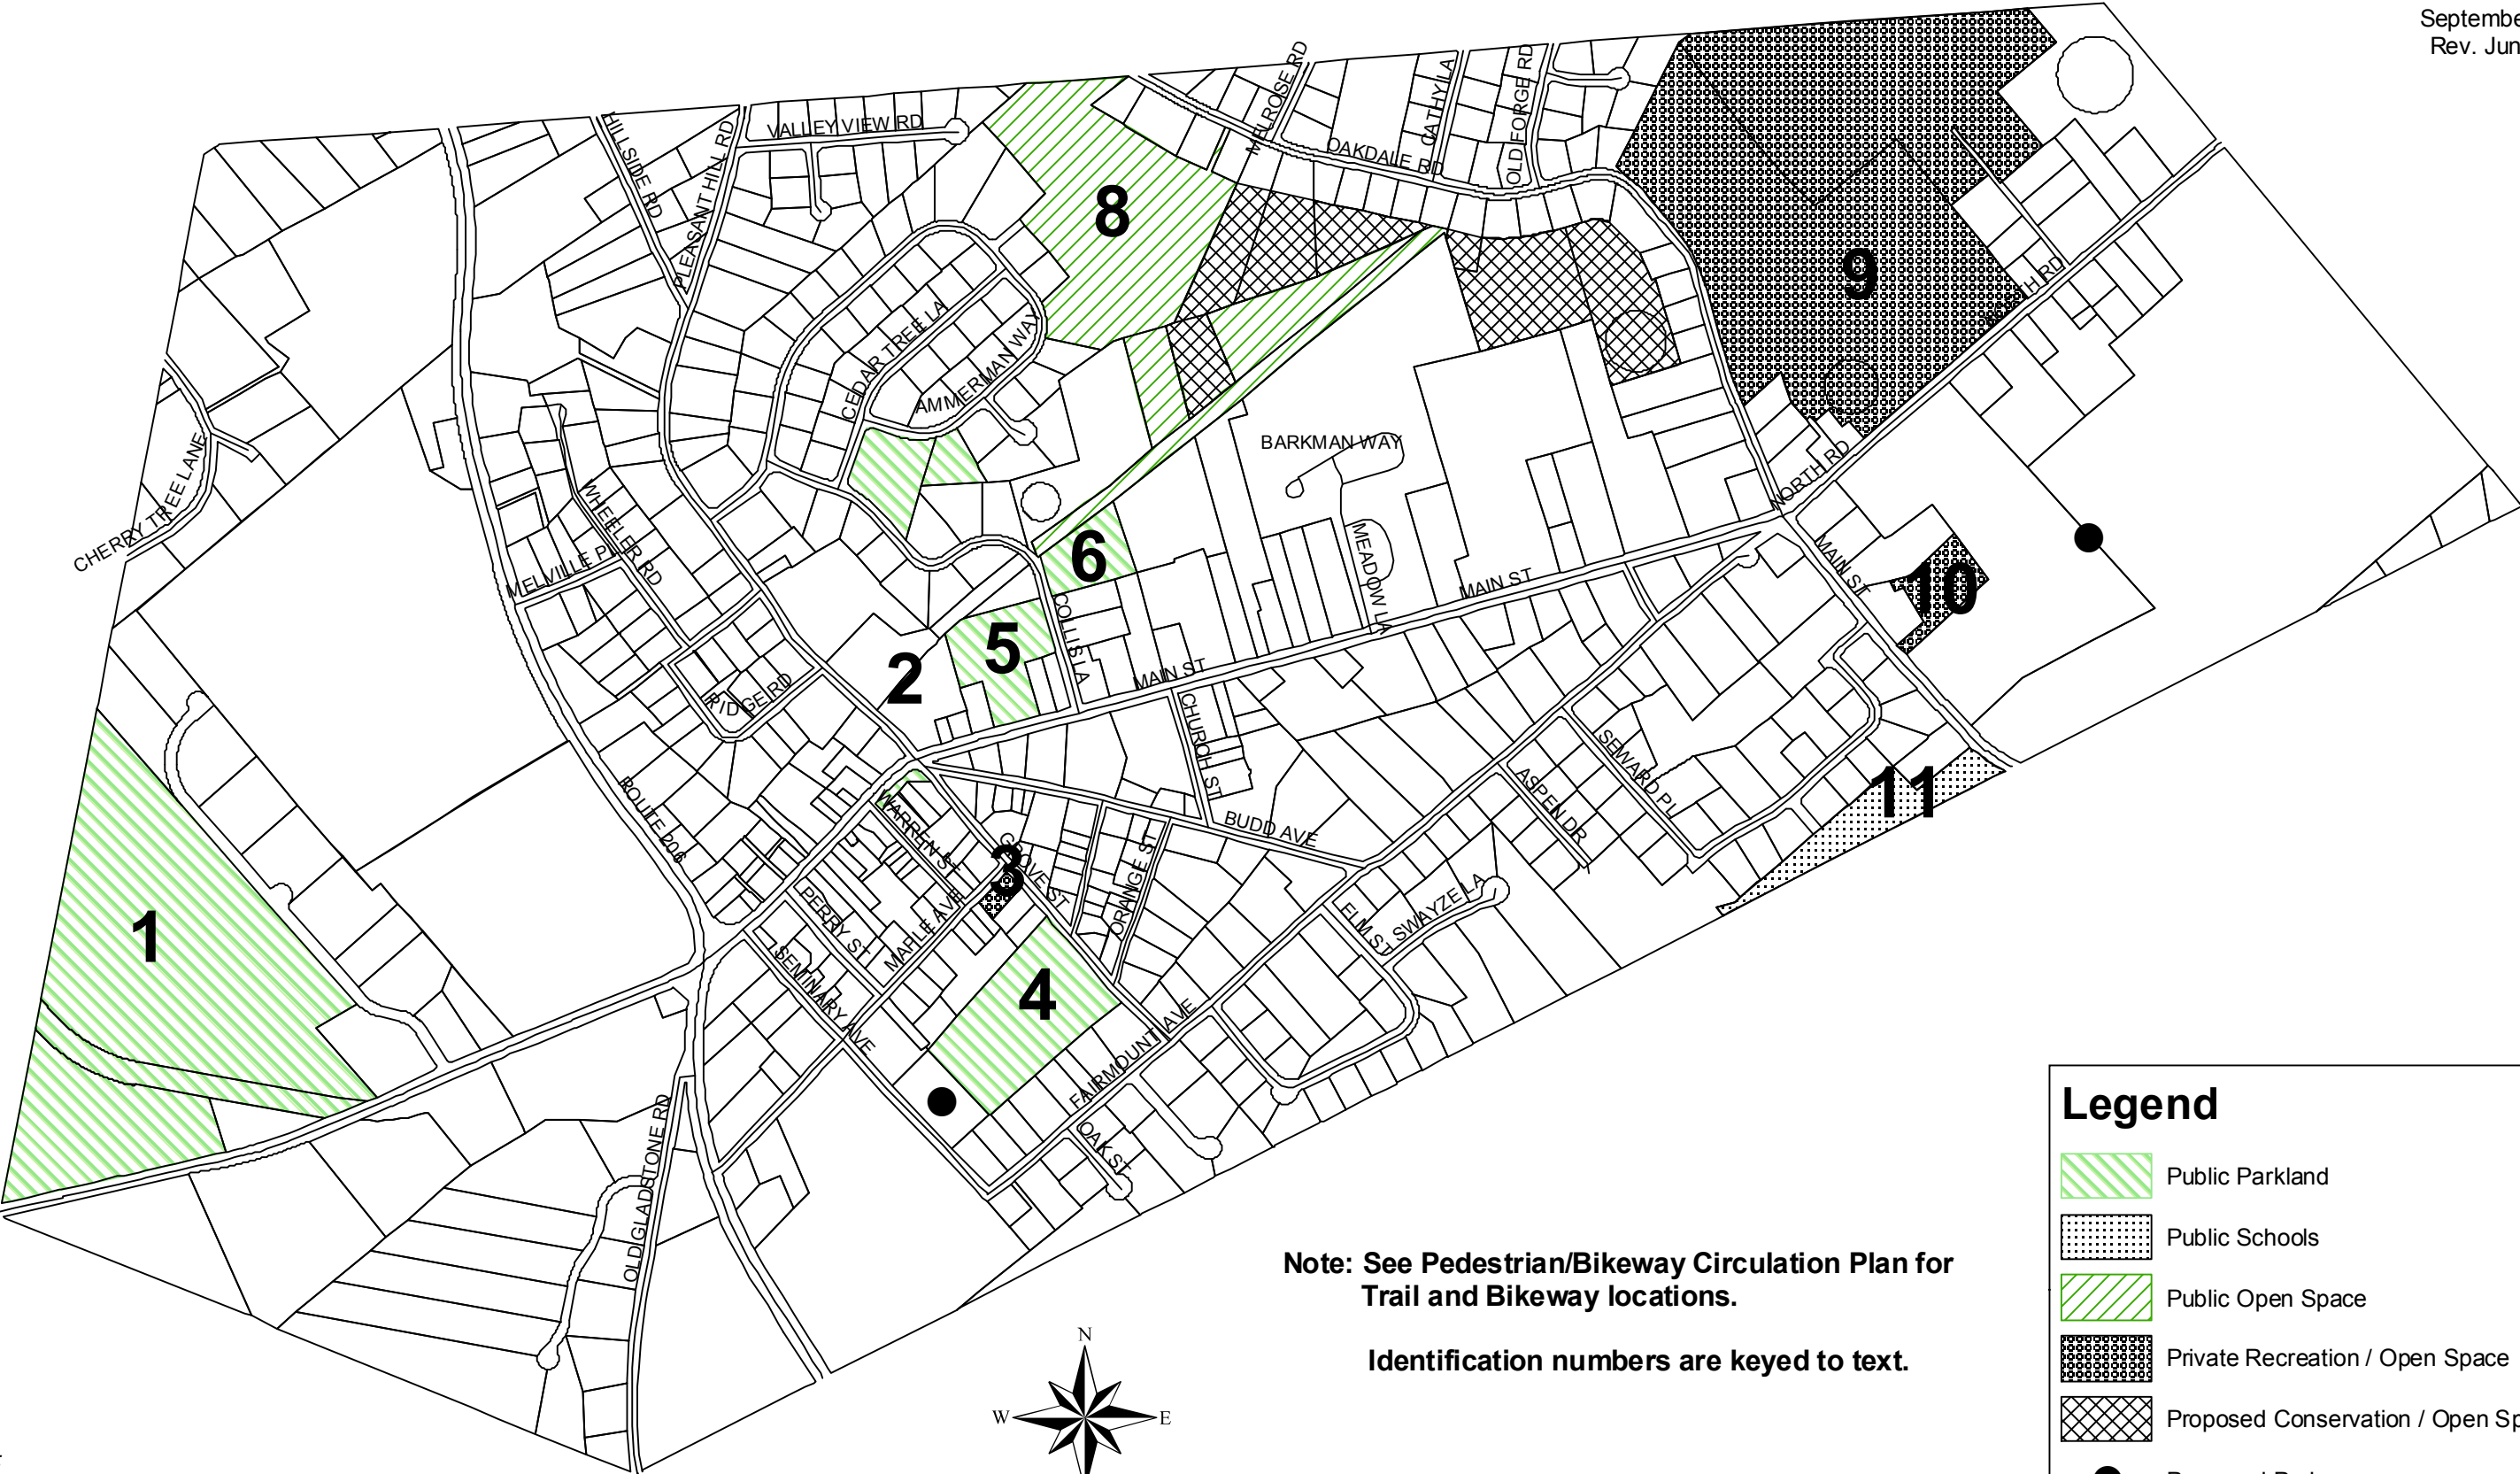 Septembe
Rev. Jun
MELROSE RD
CATHY LA
OLD FORGE RD
HILLSIDE RD
PLEASANT HILL RD
VALLEY VIEW RD
OAKDALE RD
8
9
NORTH RD
CEDAR TREE LA
AMMERMAN WAY
CHERRY TREE LANE
BARKMAN WAY
NORTH RD
WHEELER RD
MELVILLE PL
MEADOW LA
6
MAIN ST
MAIN ST
10
COLLIS LA
5
2
MAIN ST
RIDGE RD
CHURCH ST
SEWARD PL
11
ROUTE 206
WARREN ST
ASPEN DR
BUDD AVE
GROVE ST
3
ORANGE ST
PERRY ST
MAPLE AVE
ELM ST
SWAYZE LA
1
SEMINARY AVE
4
FAIRMOUNT AVE
OAK ST
OLD GLADSTONE RD
Legend
Public Parkland
Public Schools
Public Open Space
Private Recreation / Open Space
Proposed Conservation / Open Sp
Note: See Pedestrian/Bikeway Circulation Plan for
Trail and Bikeway locations.
Identification numbers are keyed to text.
N
W
E